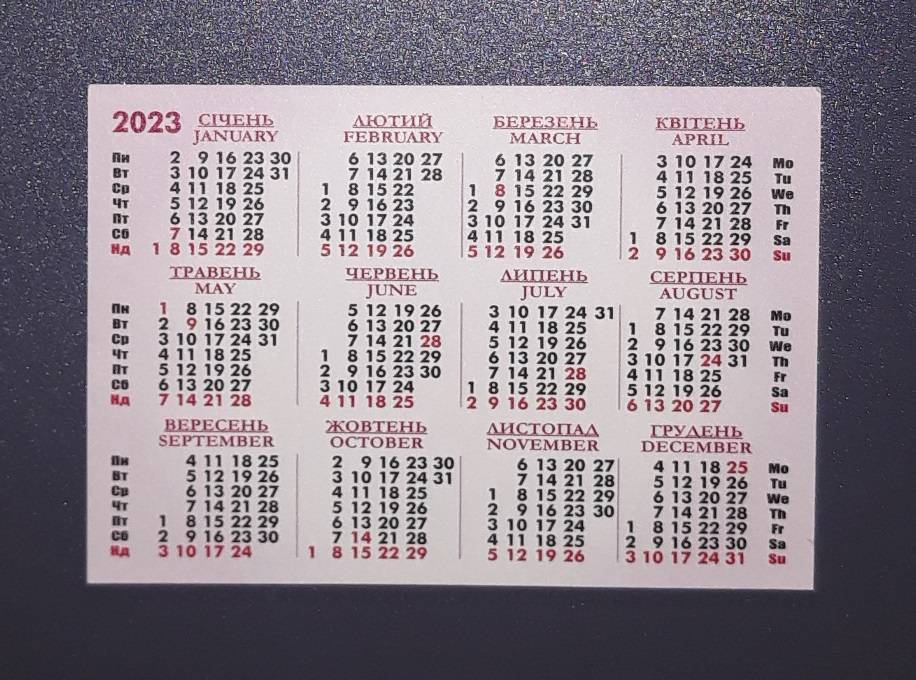 2023 СІЧЕНЬ ЛЮТИЙ БЕРЕЗЕНЬ КВІТЕНЬ
JANUARY FEBRUARY MARCH APRIL
Пн 2 9 16 23 30 6 13 20 27 6 13 20 27 3 10 17 24 Mo
Вт 3 10 17 24 31 7 14 21 28 7 14 21 28 4 11 18 25 Tu
Ср 4 11 18 25 1 8 15 22 1 8 15 22 29 5 12 19 26 We
Чт 5 12 19 26 2 9 16 23 2 9 16 23 30 6 13 20 27 Th
Пт 6 13 20 27 3 10 17 24 3 10 17 24 31 7 14 21 28 Fr
Сб 7 14 21 28 4 11 18 25 4 11 18 25 1 8 15 22 29 Sa
Нд 1 8 15 22 29 5 12 19 26 5 12 19 26 2 9 16 23 30 Su
ТРАВЕНЬ ЧЕРВЕНЬ ЛИПЕНЬ СЕРПЕНЬ
MAY JUNE JULY AUGUST
Пн 1 8 15 22 29 5 12 19 26 3 10 17 24 31 7 14 21 28 Mo
Вт 2 9 16 23 30 6 13 20 27 4 11 18 25 1 8 15 22 29 Tu
Ср 3 10 17 24 31 7 14 21 28 5 12 19 26 2 9 16 23 30 We
Чт 4 11 18 25 1 8 15 22 29 6 13 20 27 3 10 17 24 31 Th
Пт 5 12 19 26 2 9 16 23 30 7 14 21 28 4 11 18 25 Fr
Сб 6 13 20 27 3 10 17 24 1 8 15 22 29 5 12 19 26 Sa
Нд 7 14 21 28 4 11 18 25 2 9 16 23 30 6 13 20 27 Su
ВЕРЕСЕНЬ ЖОВТЕНЬ ЛИСТОПАД ГРУДЕНЬ
SEPTEMBER OCTOBER NOVEMBER DECEMBER
Пн 4 11 18 25 2 9 16 23 30 6 13 20 27 4 11 18 25 Mo
Вт 5 12 19 26 3 10 17 24 31 7 14 21 28 5 12 19 26 Tu
Ср 6 13 20 27 4 11 18 25 1 8 15 22 29 6 13 20 27 We
Чт 7 14 21 28 5 12 19 26 2 9 16 23 30 7 14 21 28 Th
Пт 1 8 15 22 29 6 13 20 27 3 10 17 24 1 8 15 22 29 Fr
Сб 2 9 16 23 30 7 14 21 28 4 11 18 25 2 9 16 23 30 Sa
Нд 3 10 17 24 1 8 15 22 29 5 12 19 26 3 10 17 24 31 Su